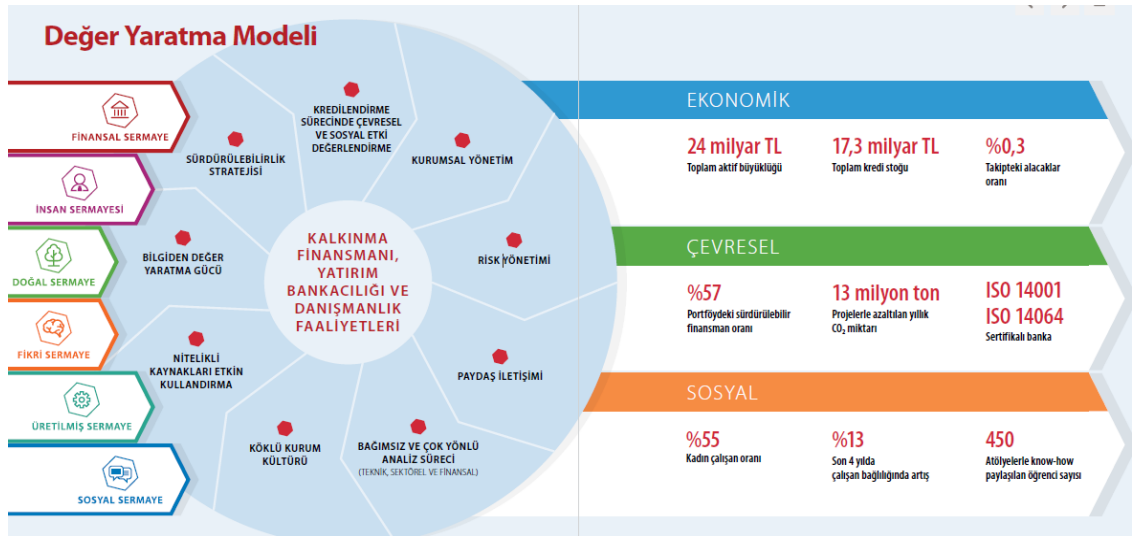 Değer Yaratma Modeli
FİNANSAL SERMAYE
İNSAN SERMAYESİ
DOĞAL SERMAYE
FİKRİ SERMAYE
ÜRETİLMİŞ SERMAYE
SOSYAL SERMAYE
KREDİLENDİRME
SÜRECİNDE ÇEVRESEL
VE SOSYAL ETKİ
DEĞERLENDİRME
SÜRDÜRÜLEBİLİRLİK
STRATEJİSİ
KURUMSAL YÖNETİM
BİLGİDEN DEĞER
YARATMA GÜCÜ
RİSK YÖNETİMİ
KALKINMA
FİNANSMANI,
YATIRIM
BANKACILIĞI VE
DANIŞMANLIK
FAALİYETLERİ
NİTELİKLİ
KAYNAKLARI ETKİN
KULLANDIRMA
PAYDAŞ İLETİŞİMİ
KÖKLÜ KURUM
KÜLTÜRÜ
BAĞIMSIZ VE ÇOK YÖNLÜ
ANALİZ SÜRECİ
(TEKNİK, SEKTÖREL VE FİNANSAL)
EKONOMİK
24 milyar TL
Toplam aktif büyüklüğü
17,3 milyar TL
Toplam kredi stoğu
%0,3
Takipteki alacaklar
oranı
ÇEVRESEL
%57
Portföydeki sürdürülebilir
finansman oranı
13 milyon ton
Projelerle azaltılan yıllık
CO₂ miktarı
ISO 14001
ISO 14064
Sertifikalı banka
SOSYAL
%55
Kadın çalışan oranı
%13
Son 4 yılda
çalışan bağlılığında artış
450
Atölyelerle know-how
paylaşılan öğrenci sayısı